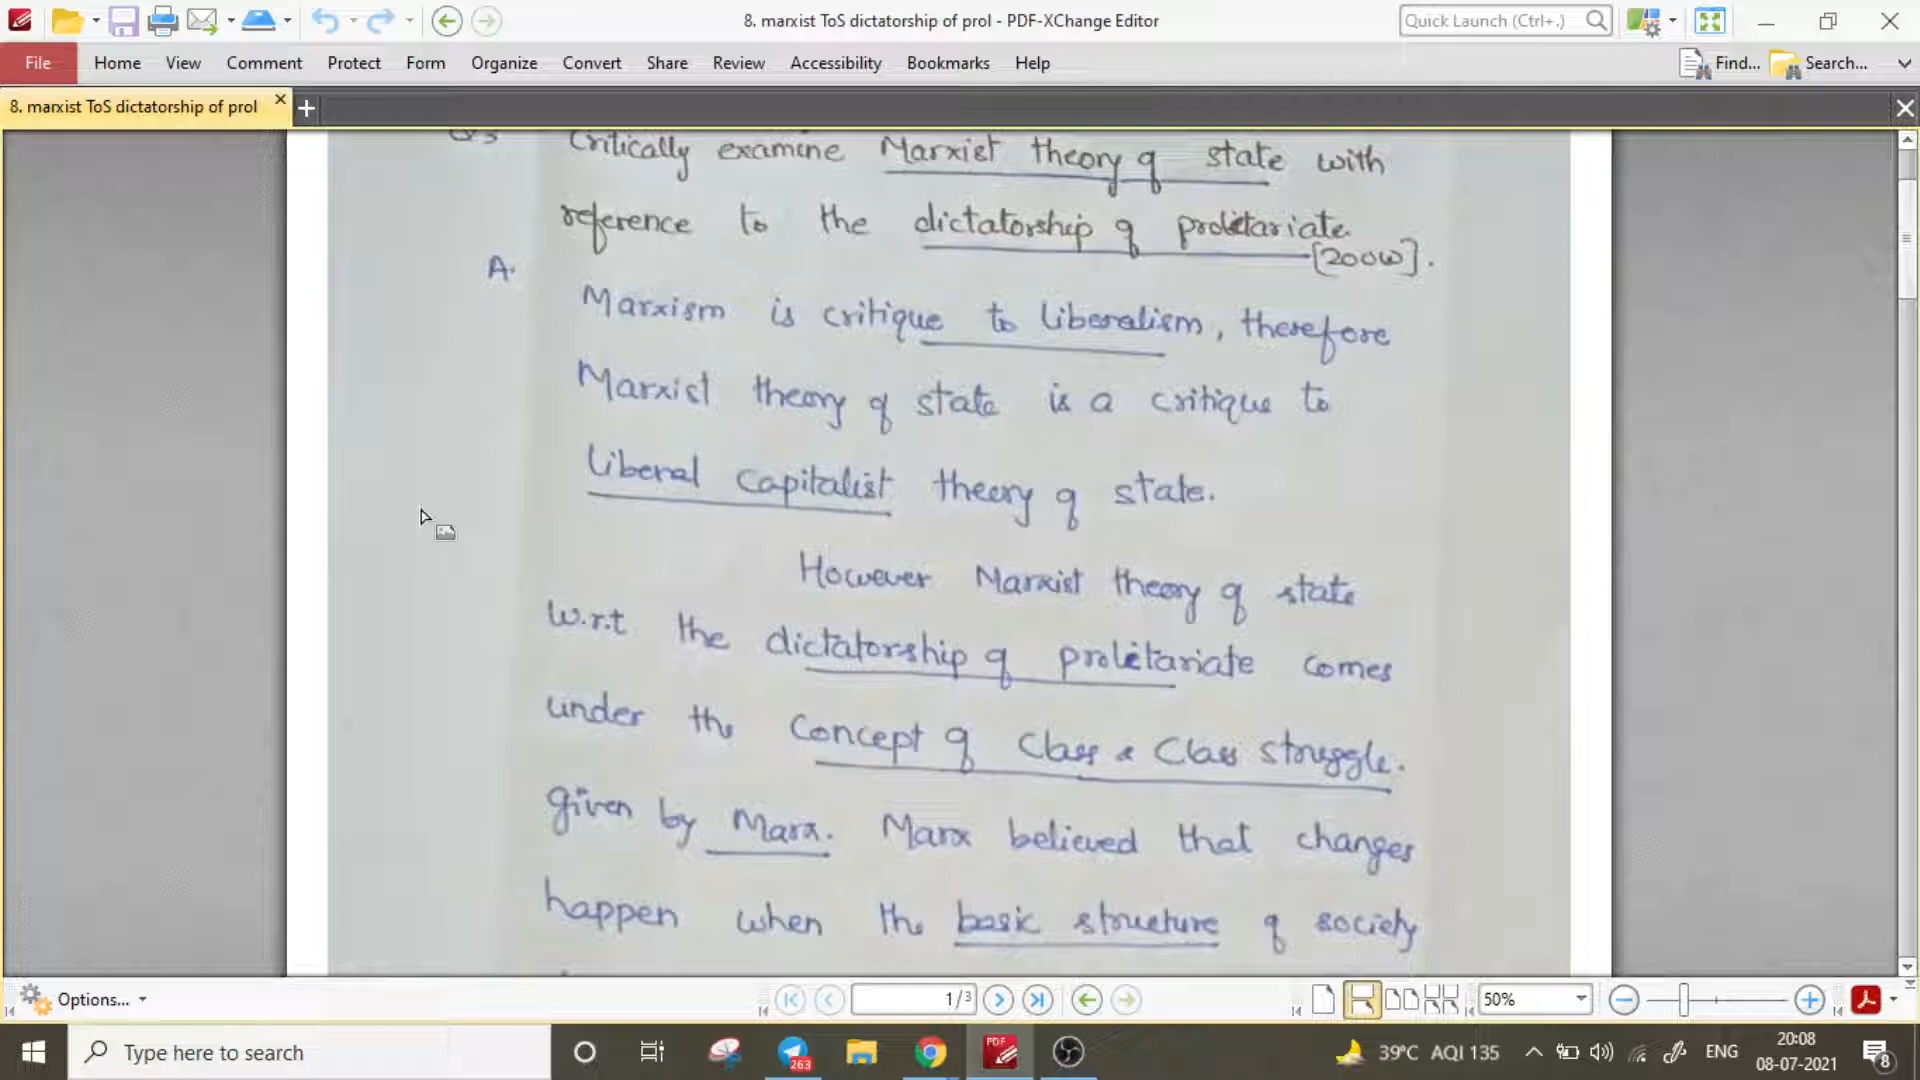 8. marxist ToS dictatorship of prol - PDF-XChange Editor
Quick Launch (Ctrl+.)
File Home View Comment Protect Form Organize Convert Share Review Accessibility Bookmarks Help
Find... Search...
8. marxist ToS dictatorship of prol
Critically examine Marxist theory of state with
reference to the dictatorship of proletariate
[200W].
A.
Marxism is critique to liberalism, therefore
Marxist theory of state is a critique to
liberal capitalist theory of state.
However Marxist theory of state
w.r.t the dictatorship of proletariate comes
under the concept of Class & Class struggle.
given by Marx. Marx believed that changes
happen when the basic structure of society
Options...
1/3
50%
Type here to search
PDF
263
39°C AQI 135
ENG
20:08
08-07-2021
8